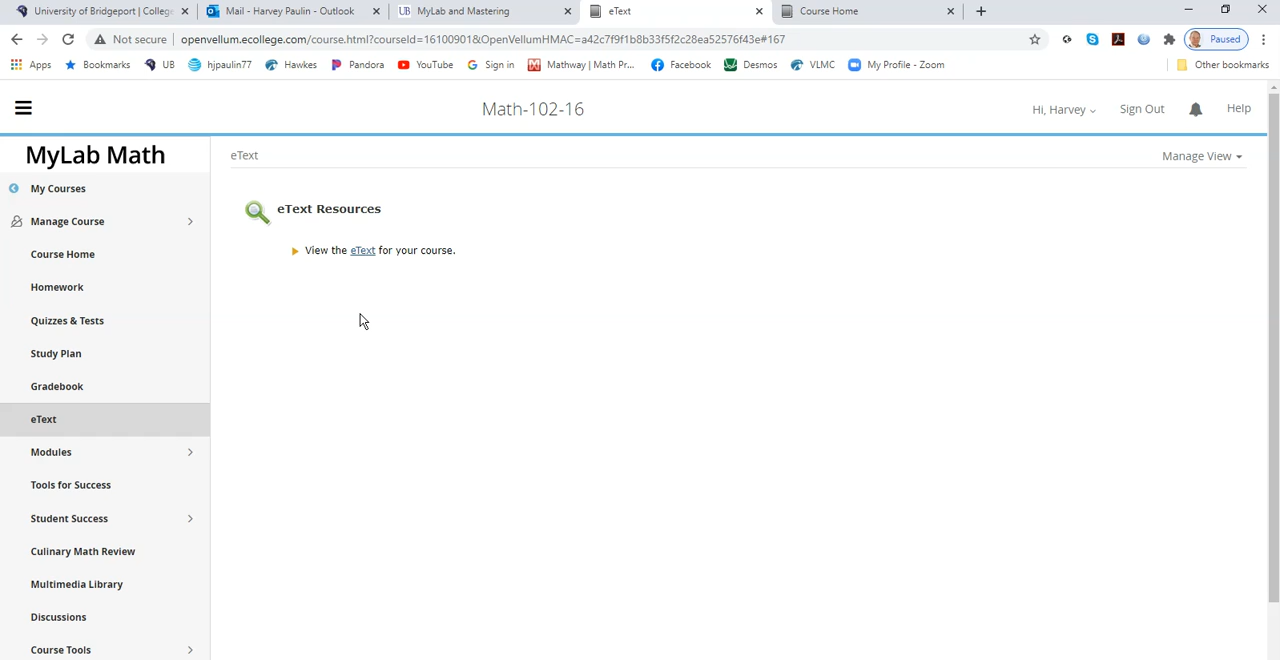 University of Bridgeport | Colleg
Mail - Harvey Paulin - Outlook
UB MyLab and Mastering
eText
Course Home
Not secure openvellum.ecollege.com/course.html?courseId=16100901&OpenVellumHMAC=a42c7f9f1b8b33f5f2c28ea52576f43e#167
Paused
Apps Bookmarks UB hjpaulin77 Hawkes Pandora YouTube Sign in Mathway | Math Pr... Facebook Desmos VLMC My Profile - Zoom Other bookmarks
Math-102-16
Hi, Harvey
Sign Out
Help
MyLab Math
My Courses
Manage Course
Course Home
Homework
Quizzes & Tests
Study Plan
Gradebook
eText
Modules
Tools for Success
Student Success
Culinary Math Review
Multimedia Library
Discussions
Course Tools
eText
Manage View
eText Resources
View the eText for your course.